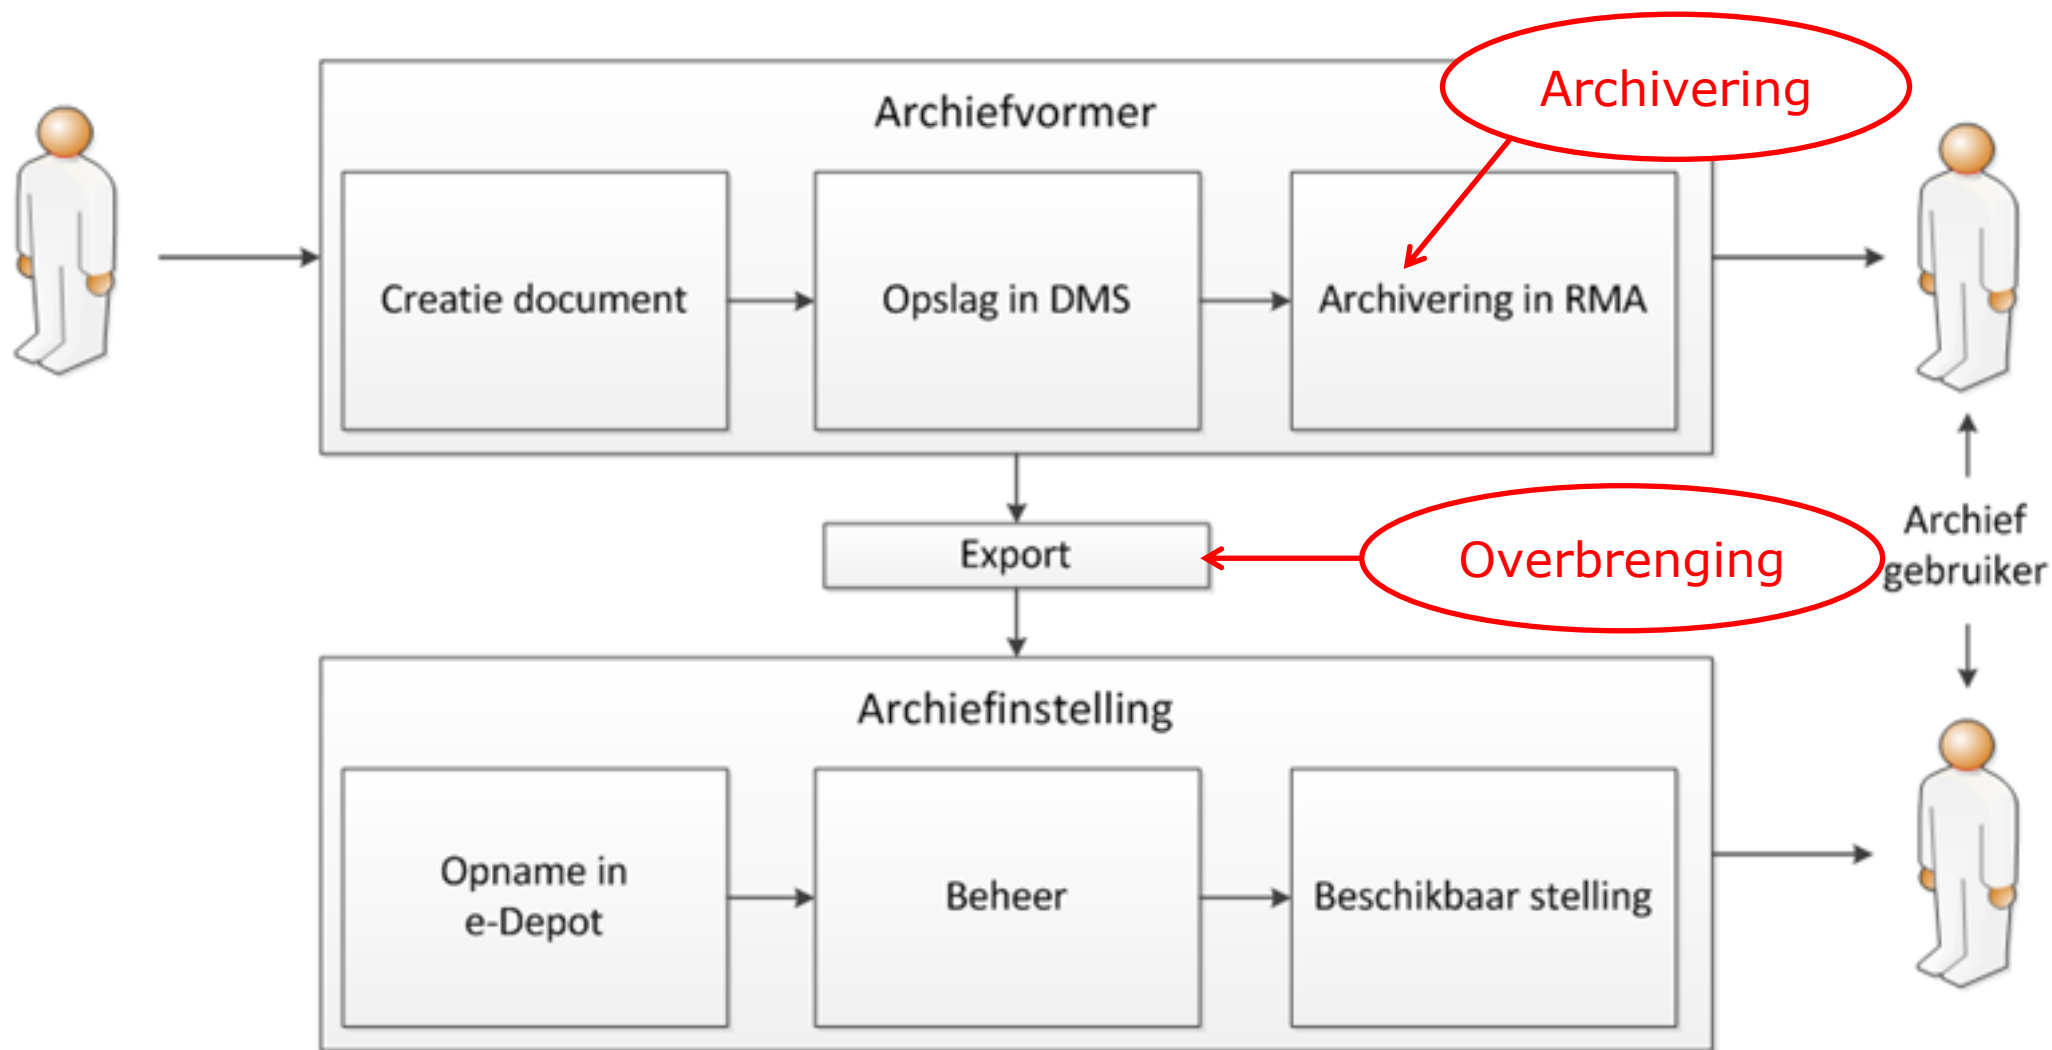 Archivering
Archiefvormer
Creatie document
Opslag in DMS
Archivering in RMA
Export
Overbrenging
Archief
gebruiker
Archiefinstelling
Opname in
e-Depot
Beheer
Beschikbaar stelling